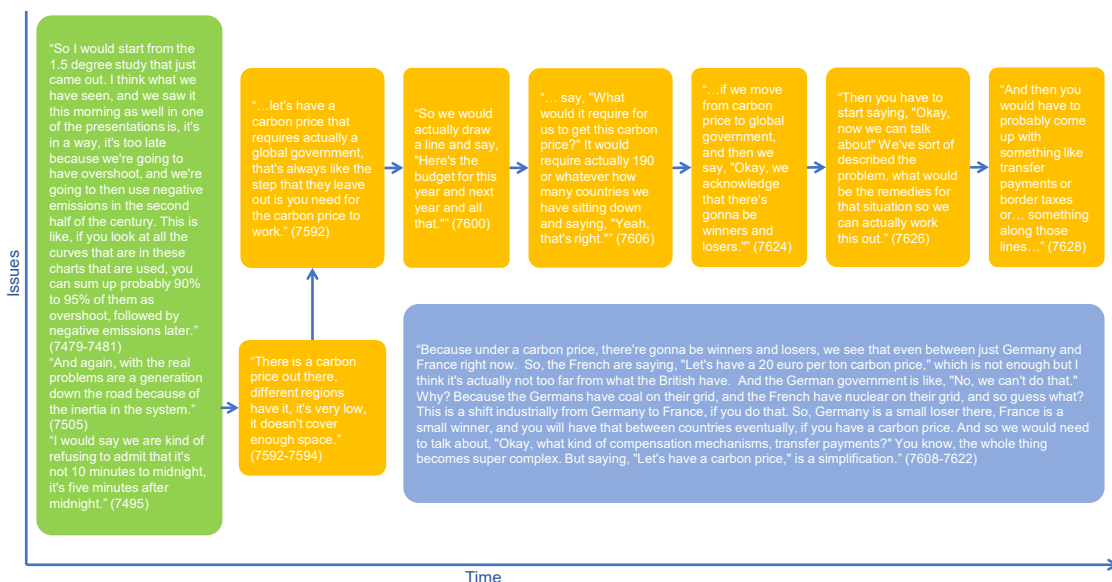 Issues
“So I would start from the
1.5 degree study that just
came out. I think what we
have seen, and we saw it
this morning as well in one
of the presentations is, it's
in a way, it's too late
because we're going to
have overshoot, and we're
going to then use negative
emissions in the second
half of the century. This is
like, if you look at all the
curves that are in these
charts that are used, you
can sum up probably 90%
to 95% of them as
overshoot, followed by
negative emissions later.”
(7479-7481)
“And again, with the real
problems are a generation
down the road because of
the inertia in the system.”
(7505)
“I would say we are kind of
refusing to admit that it's
not 10 minutes to midnight,
it's five minutes after
midnight.” (7495)
“There is a carbon
price out there,
different regions
have it, it's very low,
it doesn't cover
enough space.”
(7592-7594)
“…let's have a
carbon price that
requires actually a
global government,
that's always like the
step that they leave
out is you need for
the carbon price to
work.” (7592)
“So we would
actually draw
a line and say,
"Here's the
budget for this
year and next
year and all
that."” (7600)
“… say, "What
would it require for
us to get this carbon
price?" It would
require actually 190
or whatever how
many countries we
have sitting down
and saying, "Yeah,
that's right."” (7606)
“…if we move
from carbon
price to global
government,
and then we
say, "Okay, we
acknowledge
that there's
gonna be
winners and
losers."” (7624)
“Then you have to
start saying, "Okay,
now we can talk
about" We've sort of
described the
problem, what would
be the remedies for
that situation so we
can actually work
this out.” (7626)
“And then you
would have to
probably come
up with
something like
transfer
payments or
border taxes
or… something
along those
lines…” (7628)
“Because under a carbon price, there're gonna be winners and losers, we see that even between just Germany and
France right now.  So, the French are saying, "Let's have a 20 euro per ton carbon price," which is not enough but I
think it's actually not too far from what the British have.  And the German government is like, "No, we can't do that."
Why? Because the Germans have coal on their grid, and the French have nuclear on their grid, and so guess what?
This is a shift industrially from Germany to France, if you do that. So, Germany is a small loser there, France is a
small winner, and you will have that between countries eventually, if you have a carbon price. And so we would need
to talk about, "Okay, what kind of compensation mechanisms, transfer payments?" You know, the whole thing
becomes super complex. But saying, "Let's have a carbon price," is a simplification.” (7608-7622)
Time